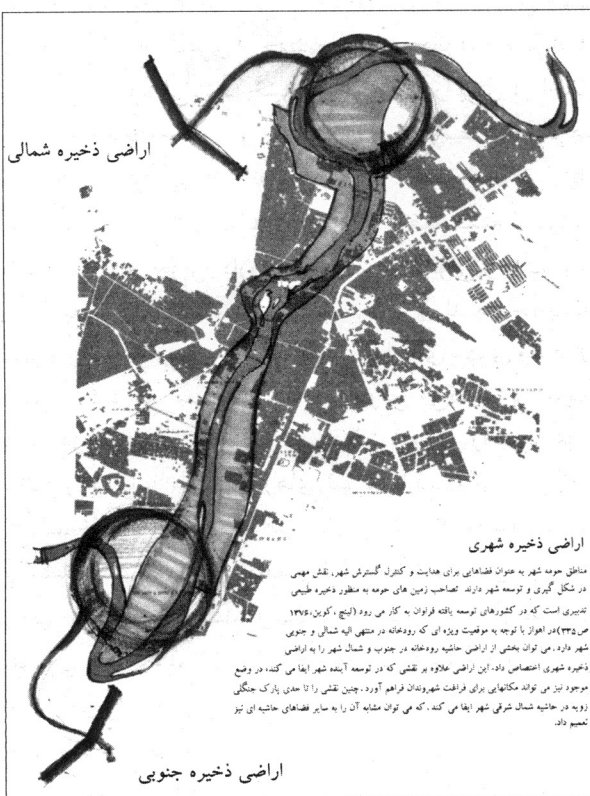 اراضی ذخیره شمالی
اراضی ذخیره شهری
مناطق حومه شهر به عنوان فضاهایی برای هدایت و کنترل گسترش شهر، نقش مهمی
در شکل گیری و توسعه شهر دارند. تصاحب زمین های حومه به منظور ذخیره طبیعی
تدبیری است که در کشورهای توسعه یافته فراوان به کار می رود (لینچ، کوین، ۱۳۷۶،
ص ۳۳۵) در اهواز با توجه به موقعیت ویژه ای که رودخانه در منتهی الیه شمالی و جنوبی
شهر دارد، می توان بخشی از اراضی حاشیه رودخانه در جنوب و شمال شهر را به اراضی
ذخیره شهری اختصاص داد. این اراضی علاوه بر نقشی که در توسعه آینده شهر ایفا می کند، در وضع
موجود نیز می تواند مکانهایی برای فراغت شهروندان فراهم آورد. چنین نقشی را تا حدی پارک جنگلی
زویه در حاشیه شمال شرقی شهر ایفا می کند. که می توان مشابه آن را به سایر فضاهای حاشیه ای نیز
تعمیم داد.
اراضی ذخیره جنوبی